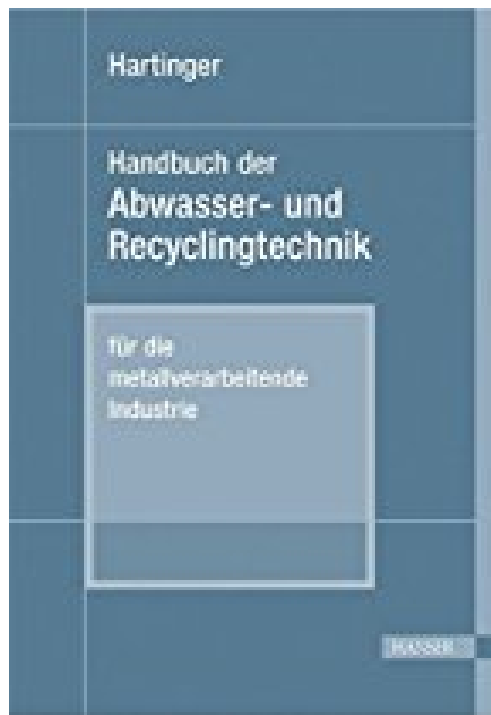 Hartinger
Handbuch der
Abwasser- und
Recyclingtechnik
für die
metallverarbeitende
Industrie
HANSER